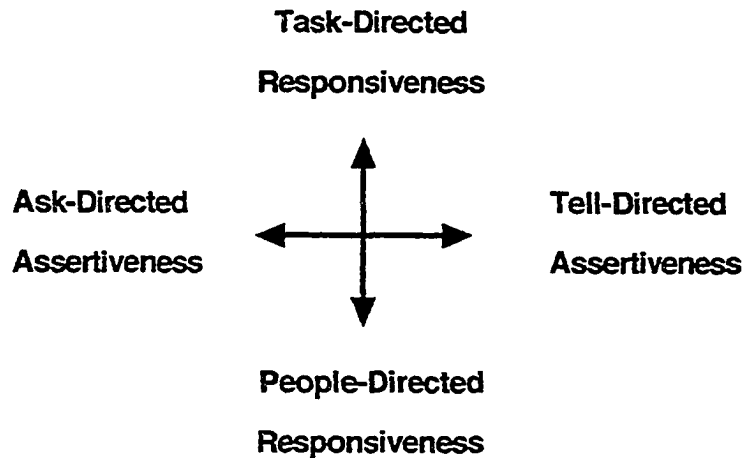 Task-Directed
Responsiveness
Ask-Directed
Assertiveness
Tell-Directed
Assertiveness
People-Directed
Responsiveness